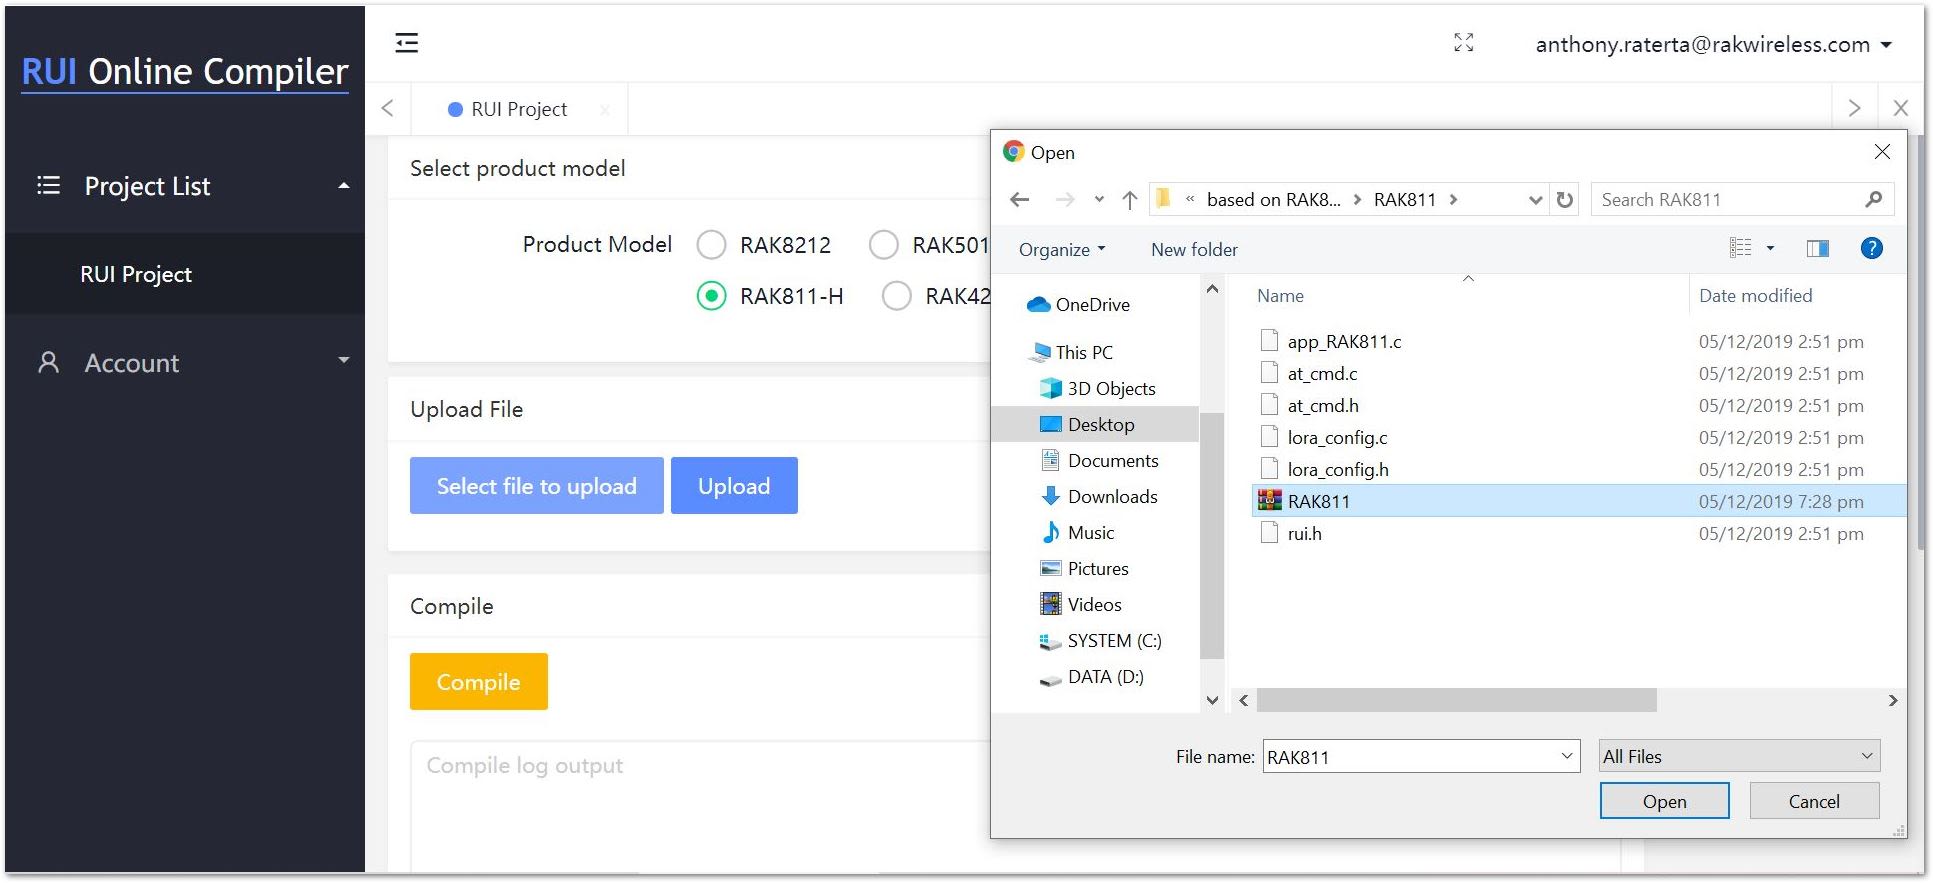 RUI Online Compiler
Project List
RUI Project
Account
anthony.raterta@rakwireless.com
RUI Project
Select product model
Product Model
RAK8212
RAK501
RAK811-H
RAK42
Upload File
Select file to upload
Upload
Compile
Compile
Compile log output
Open
« based on RAK8... > RAK811 >
Search RAK811
Organize
New folder
OneDrive
This PC
3D Objects
Desktop
Documents
Downloads
Music
Pictures
Videos
SYSTEM (C:)
DATA (D:)
Name Date modified
app_RAK811.c 05/12/2019 2:51 pm
at_cmd.c 05/12/2019 2:51 pm
at_cmd.h 05/12/2019 2:51 pm
lora_config.c 05/12/2019 2:51 pm
lora_config.h 05/12/2019 2:51 pm
RAK811 05/12/2019 7:28 pm
rui.h 05/12/2019 2:51 pm
File name: RAK811
All Files
Open
Cancel